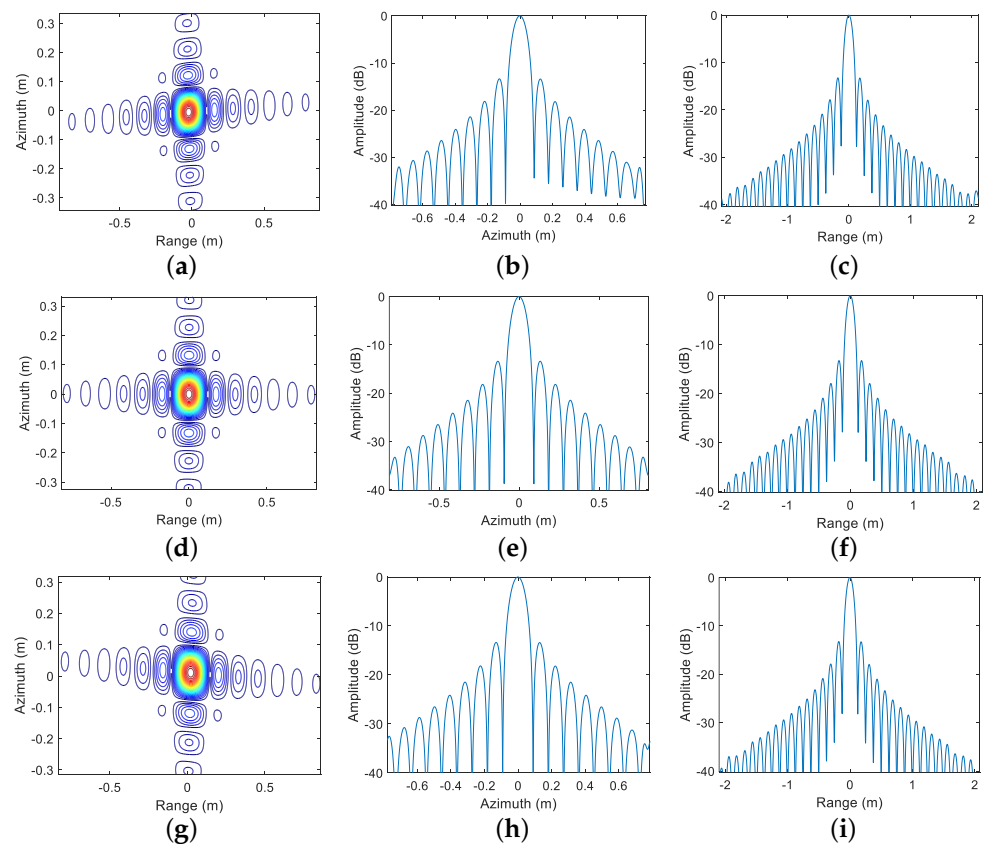 0.3
0.2
0.1
0
-0.1
-0.2
-0.3
Azimuth (m)
-0.5 0 0.5
Range (m)
(a)
0
-10
-20
-30
-40
Amplitude (dB)
-0.6 -0.4 -0.2 0 0.2 0.4 0.6
Azimuth (m)
(b)
0
-10
-20
-30
-40
Amplitude (dB)
-2 -1 0 1 2
Range (m)
(c)
0.3
0.2
0.1
0
-0.1
-0.2
-0.3
Azimuth (m)
-0.5 0 0.5
Range (m)
(d)
0
-10
-20
-30
-40
Amplitude (dB)
-0.5 0 0.5
Azimuth (m)
(e)
0
-10
-20
-30
-40
Amplitude (dB)
-2 -1 0 1 2
Range (m)
(f)
0.3
0.2
0.1
0
-0.1
-0.2
-0.3
Azimuth (m)
-0.5 0 0.5
Range (m)
(g)
0
-10
-20
-30
-40
Amplitude (dB)
-0.6 -0.4 -0.2 0 0.2 0.4 0.6
Azimuth (m)
(h)
0
-10
-20
-30
-40
Amplitude (dB)
-2 -1 0 1 2
Range (m)
(i)